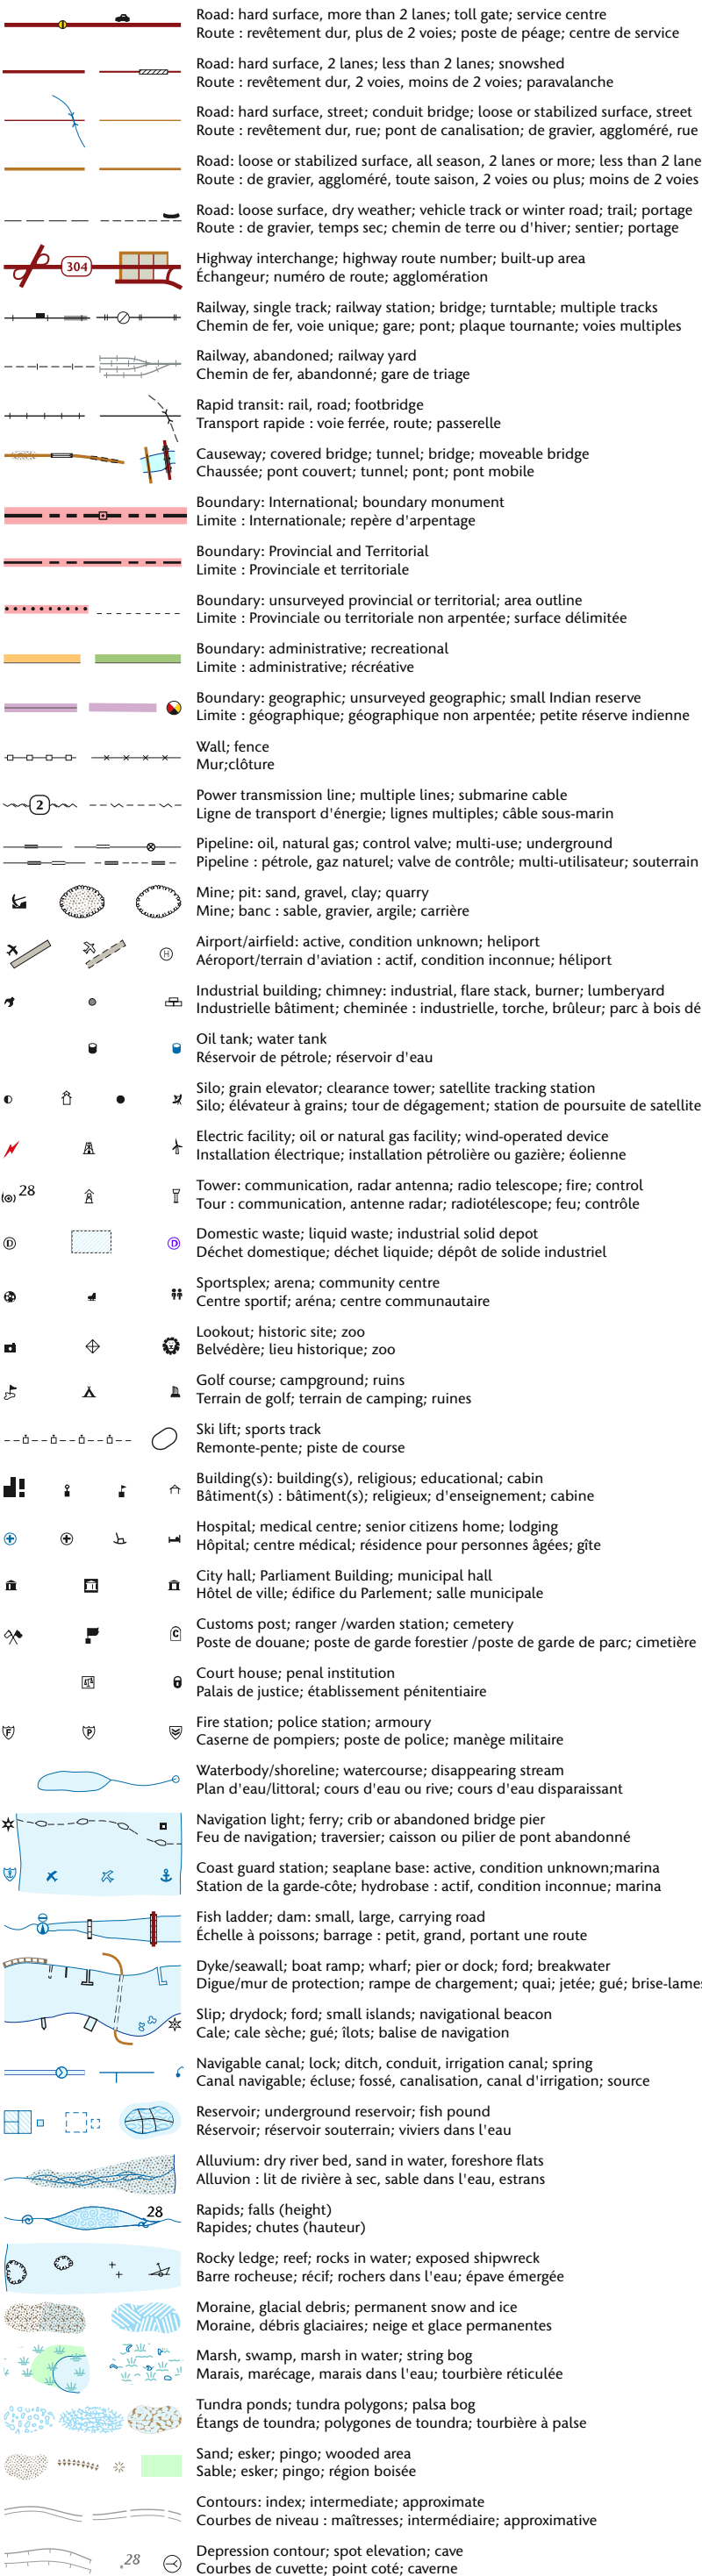 Road: hard surface, more than 2 lanes; toll gate; service centre
Route : revêtement dur, plus de 2 voies; poste de péage; centre de service
Road: hard surface, 2 lanes; less than 2 lanes; snowshed
Route : revêtement dur, 2 voies, moins de 2 voies; paravalanche
Road: hard surface, street; conduit bridge; loose or stabilized surface, street
Route : revêtement dur, rue; pont de canalisation; de gravier, aggloméré, rue
Road: loose or stabilized surface, all season, 2 lanes or more; less than 2 lane
Route : de gravier, aggloméré, toute saison, 2 voies ou plus; moins de 2 voies
Road: loose surface, dry weather; vehicle track or winter road; trail; portage
Route : de gravier, temps sec; chemin de terre ou d'hiver; sentier; portage
304
Highway interchange; highway route number; built-up area
Échangeur; numéro de route; agglomération
Railway, single track; railway station; bridge; turntable; multiple tracks
Chemin de fer, voie unique; gare; pont; plaque tournante; voies multiples
Railway, abandoned; railway yard
Chemin de fer, abandonné; gare de triage
Rapid transit: rail, road; footbridge
Transport rapide : voie ferrée, route; passerelle
Causeway; covered bridge; tunnel; bridge; moveable bridge
Chaussée; pont couvert; tunnel; pont; pont mobile
Boundary: International; boundary monument
Limite : Internationale; repère d'arpentage
Boundary: Provincial and Territorial
Limite : Provinciale et territoriale
Boundary: unsurveyed provincial or territorial; area outline
Limite : Provinciale ou territoriale non arpentée; surface délimitée
Boundary: administrative; recreational
Limite : administrative; récréative
Boundary: geographic; unsurveyed geographic; small Indian reserve
Limite : géographique; géographique non arpentée; petite réserve indienne
Wall; fence
Mur;clôture
2
Power transmission line; multiple lines; submarine cable
Ligne de transport d'énergie; lignes multiples; câble sous-marin
Pipeline: oil, natural gas; control valve; multi-use; underground
Pipeline : pétrole, gaz naturel; valve de contrôle; multi-utilisateur; souterrain
Mine; pit: sand, gravel, clay; quarry
Mine; banc : sable, gravier, argile; carrière
H
Airport/airfield: active, condition unknown; heliport
Aéroport/terrain d'aviation : actif, condition inconnue; héliport
Industrial building; chimney: industrial, flare stack, burner; lumberyard
Industrielle bâtiment; cheminée : industrielle, torche, brûleur; parc à bois dé
Oil tank; water tank
Réservoir de pétrole; réservoir d'eau
Silo; grain elevator; clearance tower; satellite tracking station
Silo; élévateur à grains; tour de dégagement; station de poursuite de satellite
Electric facility; oil or natural gas facility; wind-operated device
Installation électrique; installation pétrolière ou gazière; éolienne
28
Tower: communication, radar antenna; radio telescope; fire; control
Tour : communication, antenne radar; radiotélescope; feu; contrôle
D
D
Domestic waste; liquid waste; industrial solid depot
Déchet domestique; déchet liquide; dépôt de solide industriel
Sportsplex; arena; community centre
Centre sportif; aréna; centre communautaire
Lookout; historic site; zoo
Belvédère; lieu historique; zoo
Golf course; campground; ruins
Terrain de golf; terrain de camping; ruines
Ski lift; sports track
Remonte-pente; piste de course
Building(s): building(s), religious; educational; cabin
Bâtiment(s) : bâtiment(s); religieux; d'enseignement; cabine
Hospital; medical centre; senior citizens home; lodging
Hôpital; centre médical; résidence pour personnes âgées; gîte
City hall; Parliament Building; municipal hall
Hôtel de ville; édifice du Parlement; salle municipale
C
Customs post; ranger /warden station; cemetery
Poste de douane; poste de garde forestier /poste de garde de parc; cimetière
Court house; penal institution
Palais de justice; établissement pénitentiaire
F
P
Fire station; police station; armoury
Caserne de pompiers; poste de police; manège militaire
Waterbody/shoreline; watercourse; disappearing stream
Plan d'eau/littoral; cours d'eau ou rive; cours d'eau disparaissant
Navigation light; ferry; crib or abandoned bridge pier
Feu de navigation; traversier; caisson ou pilier de pont abandonné
Coast guard station; seaplane base: active, condition unknown;marina
Station de la garde-côte; hydrobase : actif, condition inconnue; marina
Fish ladder; dam: small, large, carrying road
Échelle à poissons; barrage : petit, grand, portant une route
Dyke/seawall; boat ramp; wharf; pier or dock; ford; breakwater
Digue/mur de protection; rampe de chargement; quai; jetée; gué; brise-lames
Slip; drydock; ford; small islands; navigational beacon
Cale; cale sèche; gué; îlots; balise de navigation
Navigable canal; lock; ditch, conduit, irrigation canal; spring
Canal navigable; écluse; fossé, canalisation, canal d'irrigation; source
Reservoir; underground reservoir; fish pound
Réservoir; réservoir souterrain; viviers dans l'eau
Alluvium: dry river bed, sand in water, foreshore flats
Alluvion : lit de rivière à sec, sable dans l'eau, estrans
28
Rapids; falls (height)
Rapides; chutes (hauteur)
Rocky ledge; reef; rocks in water; exposed shipwreck
Barre rocheuse; récif; rochers dans l'eau; épave émergée
Moraine, glacial debris; permanent snow and ice
Moraine, débris glaciaires; neige et glace permanentes
Marsh, swamp, marsh in water; string bog
Marais, marécage, marais dans l'eau; tourbière réticulée
Tundra ponds; tundra polygons; palsa bog
Étangs de toundra; polygones de toundra; tourbière à palse
Sand; esker; pingo; wooded area
Sable; esker; pingo; région boisée
Contours: index; intermediate; approximate
Courbes de niveau : maîtresses; intermédiaire; approximative
.28
Depression contour; spot elevation; cave
Courbes de cuvette; point coté; caverne